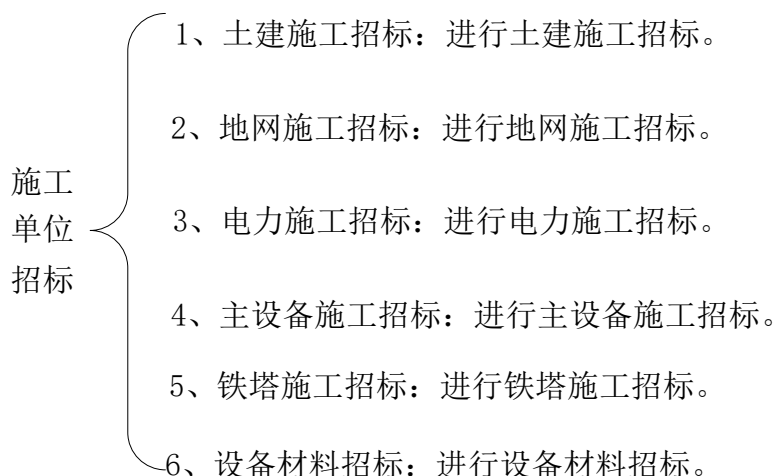 1、土建施工招标：进行土建施工招标。
2、地网施工招标：进行地网施工招标。
施工
单位
招标
3、电力施工招标：进行电力施工招标。
4、主设备施工招标：进行主设备施工招标。
5、铁塔施工招标：进行铁塔施工招标。
6、设备材料招标：进行设备材料招标。